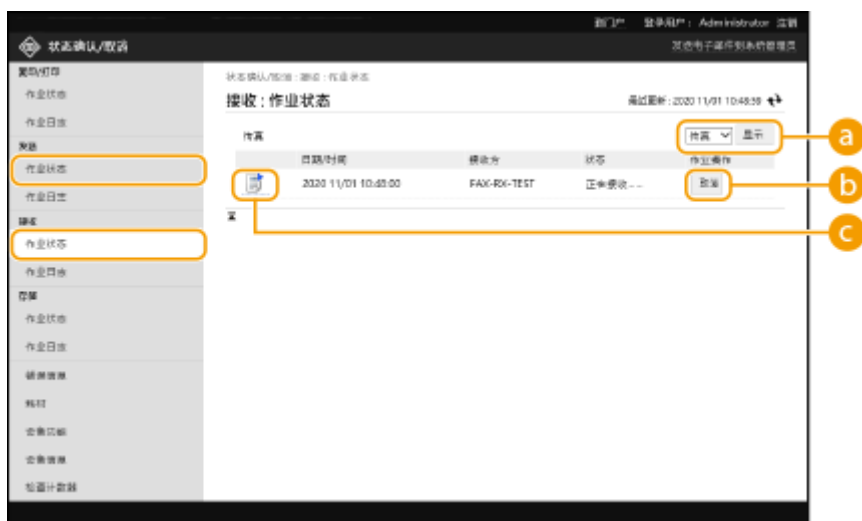 到门户 登录用户: Administrator 注销
状态确认/取消 发送电子邮件到系统管理员
复印/打印
作业状态
作业日志
发送
作业状态
作业日志
接收
作业状态
作业日志
存储
作业状态
作业日志
错误信息
耗材
设备功能
设备信息
检查计数器
状态确认/取消 : 接收 : 作业状态
接收 : 作业状态
最近更新 : 2020 11/01 10:48:39
传真
传真 显示
日期/时间 接收方 状态 作业操作
2020 11/01 10:48:00 FAX-RX-TEST 正在接收... 取消
a
b
c